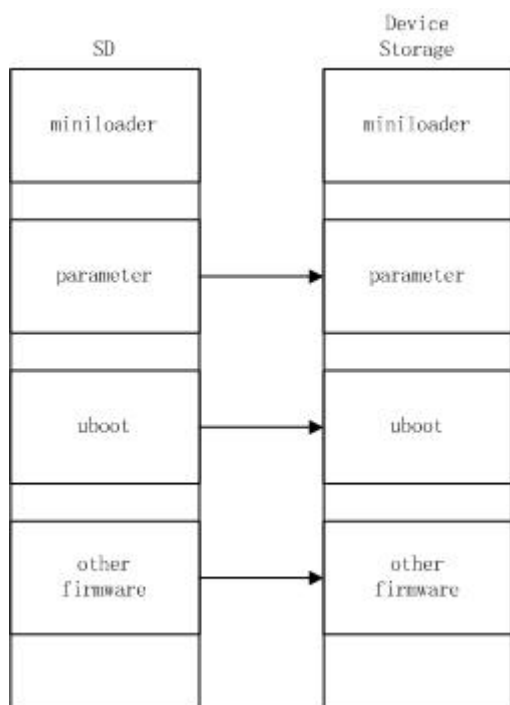 SD
miniloader
parameter
uboot
other
firmware
Device
Storage
miniloader
parameter
uboot
other
firmware